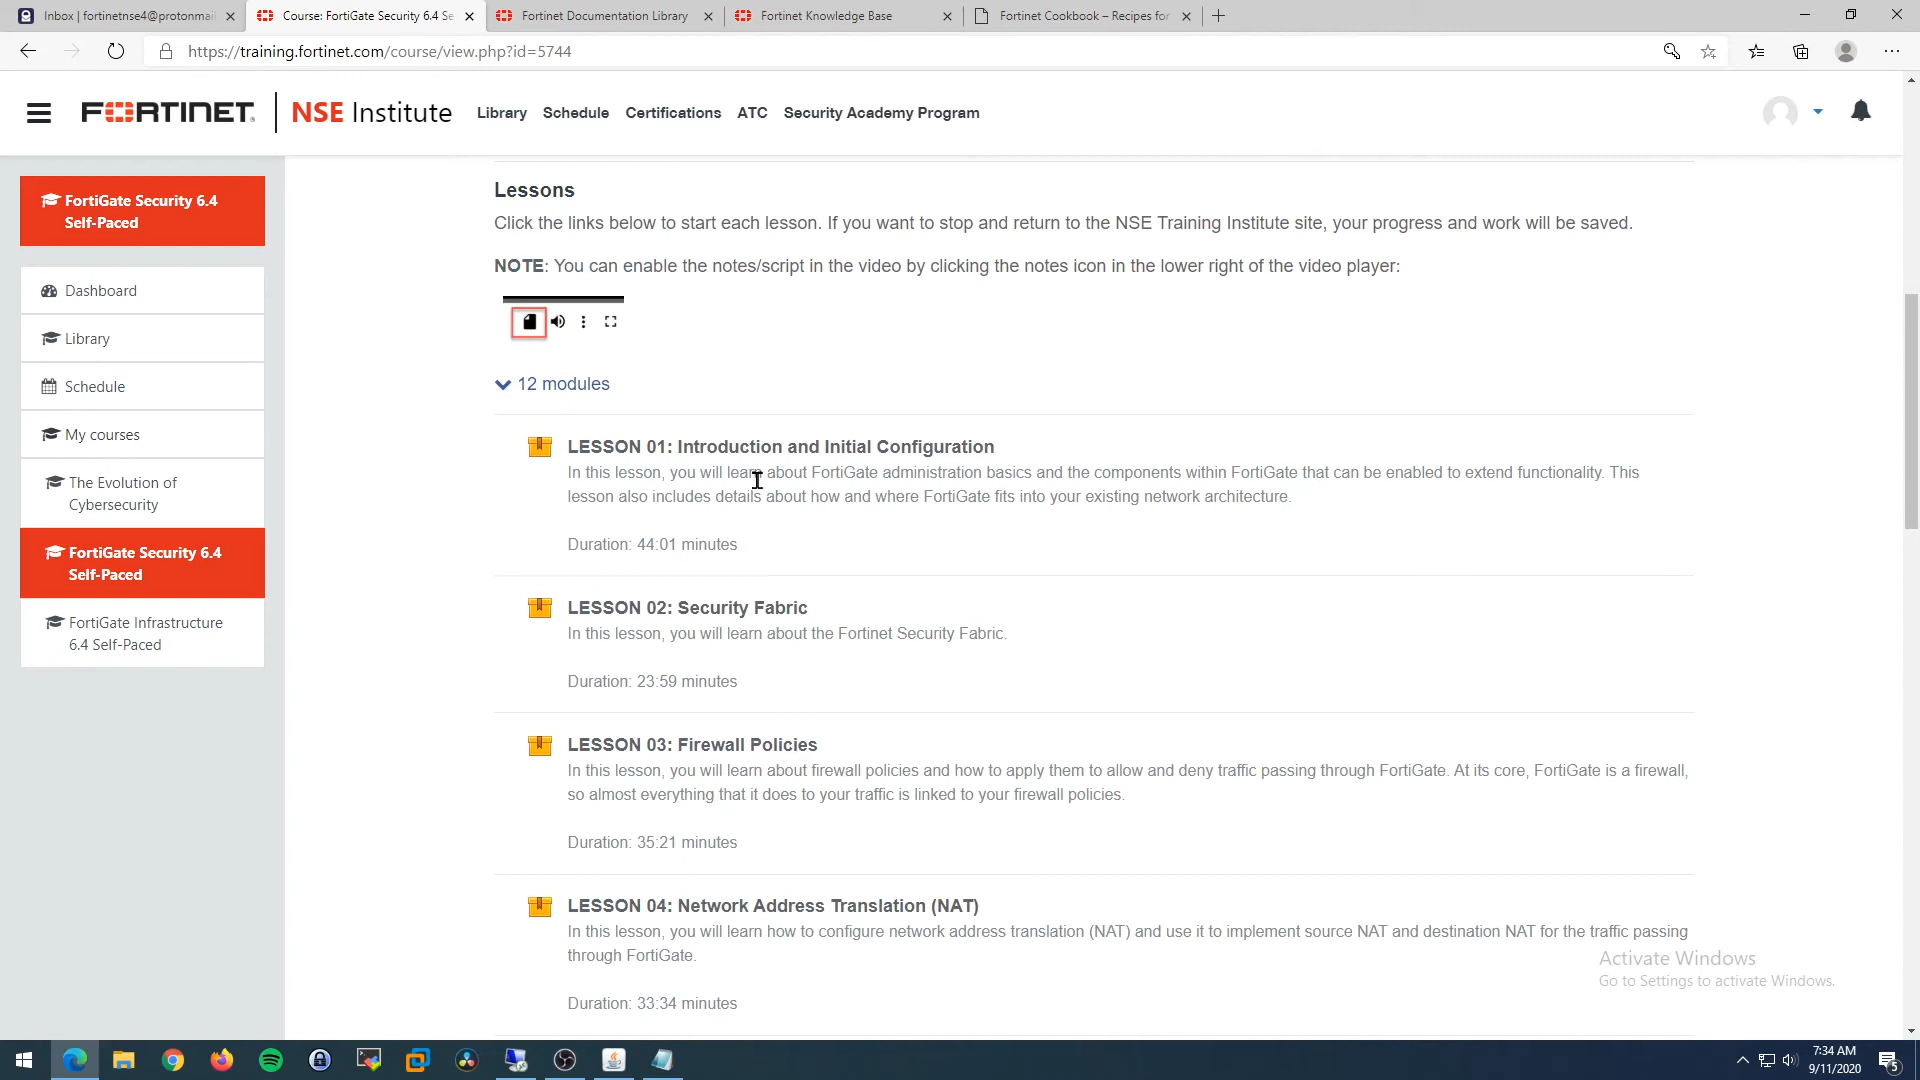 Inbox | fortinetnse4@protonmai
Course: FortiGate Security 6.4 Se
Fortinet Documentation Library
Fortinet Knowledge Base
Fortinet Cookbook – Recipes for
https://training.fortinet.com/course/view.php?id=5744
FORTINET
NSE Institute
Library
Schedule
Certifications
ATC
Security Academy Program
FortiGate Security 6.4
Self-Paced
Dashboard
Library
Schedule
My courses
The Evolution of
Cybersecurity
FortiGate Security 6.4
Self-Paced
FortiGate Infrastructure
6.4 Self-Paced
Lessons
Click the links below to start each lesson. If you want to stop and return to the NSE Training Institute site, your progress and work will be saved.
NOTE: You can enable the notes/script in the video by clicking the notes icon in the lower right of the video player:
12 modules
LESSON 01: Introduction and Initial Configuration
In this lesson, you will learn about FortiGate administration basics and the components within FortiGate that can be enabled to extend functionality. This
lesson also includes details about how and where FortiGate fits into your existing network architecture.
Duration: 44:01 minutes
LESSON 02: Security Fabric
In this lesson, you will learn about the Fortinet Security Fabric.
Duration: 23:59 minutes
LESSON 03: Firewall Policies
In this lesson, you will learn about firewall policies and how to apply them to allow and deny traffic passing through FortiGate. At its core, FortiGate is a firewall,
so almost everything that it does to your traffic is linked to your firewall policies.
Duration: 35:21 minutes
LESSON 04: Network Address Translation (NAT)
In this lesson, you will learn how to configure network address translation (NAT) and use it to implement source NAT and destination NAT for the traffic passing
through FortiGate.
Duration: 33:34 minutes
Activate Windows
Go to Settings to activate Windows.
7:34 AM
9/11/2020
5